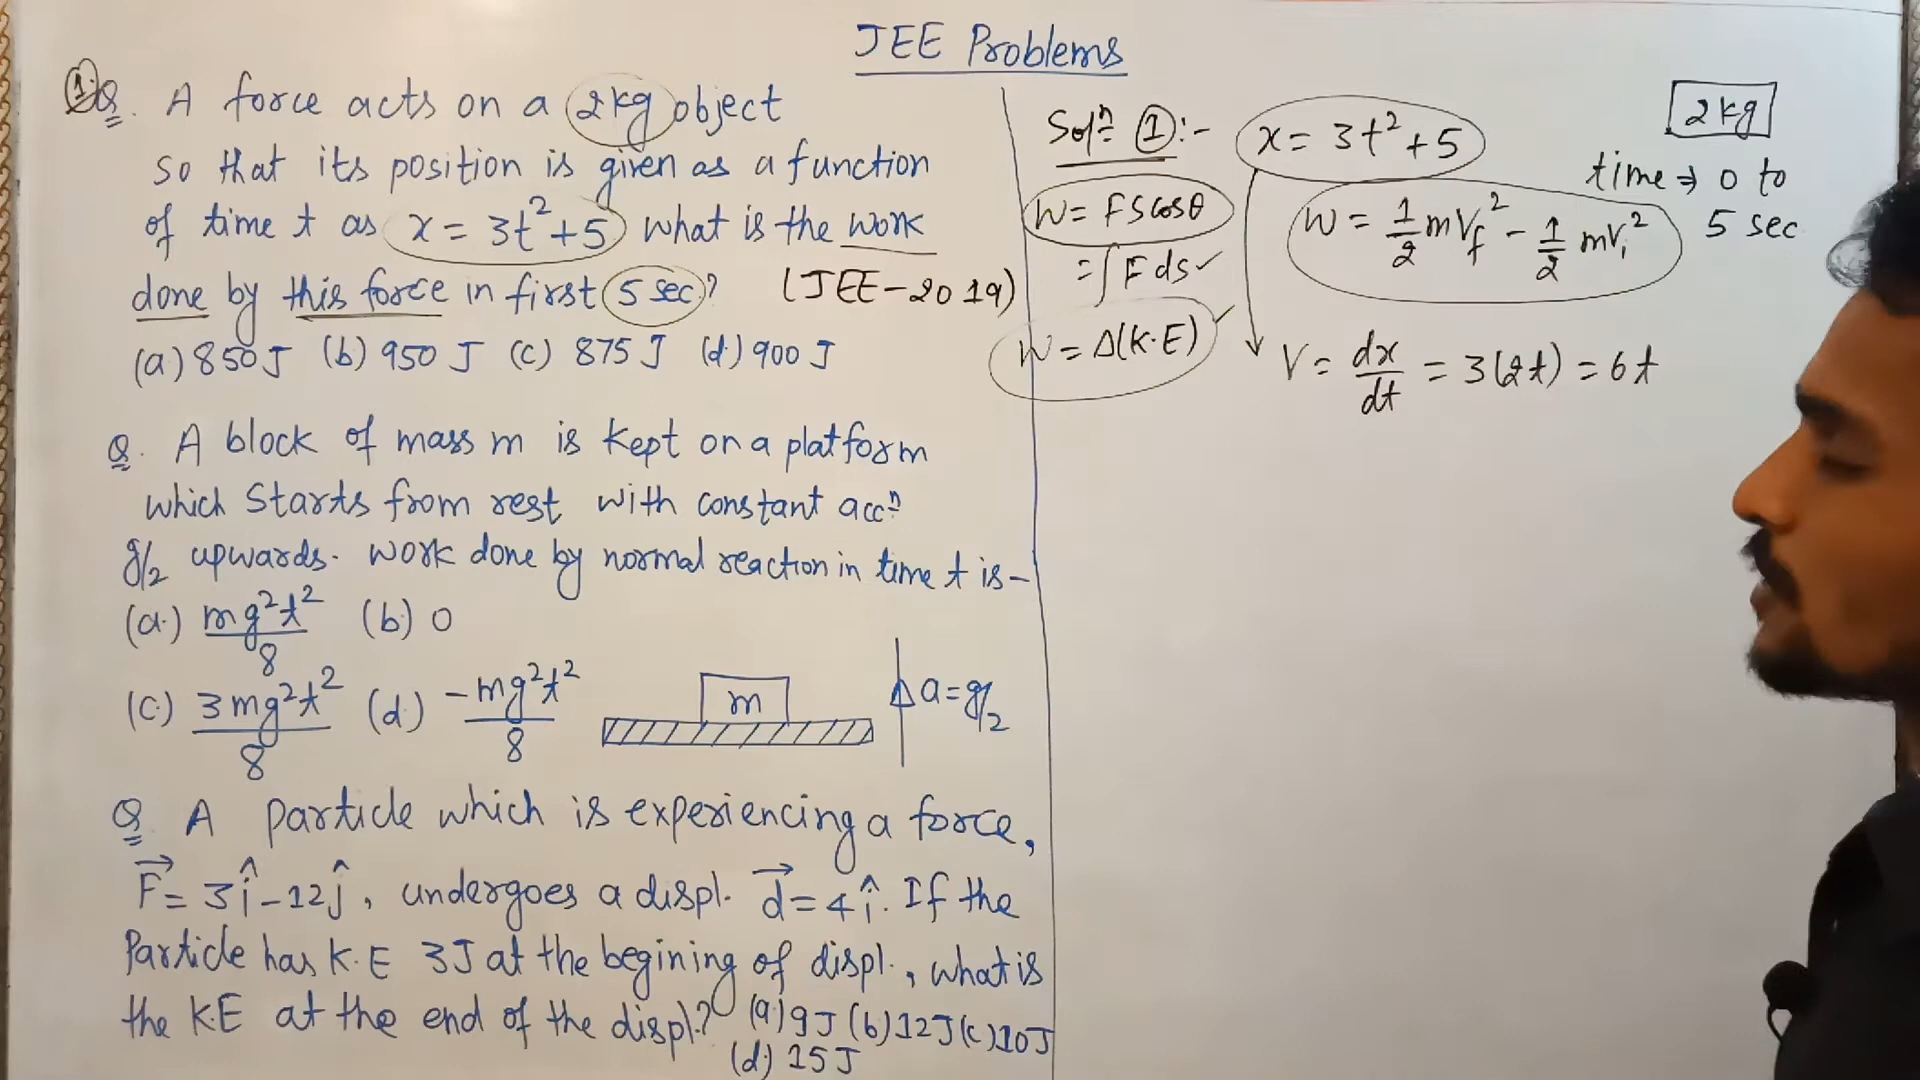 JEE Problems
①Q. A force acts on a 2kg object
so that its position is given as a function
of time t as x = 3t²+5 what is the work
done by this force in first 5 sec? (JEE-2019)
(a) 850 J (b) 950 J (c) 875 J (d) 900 J
Q. A block of mass m is kept on a platform
which starts from rest with constant accⁿ
g/2 upwards. work done by normal reaction in time t is -
(a.) mg²t²/8 (b.) 0
(c.) 3mg²t²/8 (d.) -mg²t²/8
m
a = g/2
Q. A particle which is experiencing a force,
F⃗ = 3î - 12ĵ, undergoes a displ. d⃗ = 4î. If the
Particle has K.E 3J at the begining of displ., what is
the K.E at the end of the displ.? (a.) 9J (b) 12J (c) 10J
(d.) 15J
Solⁿ ①:- x = 3t²+5
2kg
time ⇒ 0 to
5 sec
W = FS cosθ
= ∫F ds ✓
W = Δ(K.E) ✓
W = 1/2 mVf² - 1/2 mVi²
V = dx/dt = 3(2t) = 6t